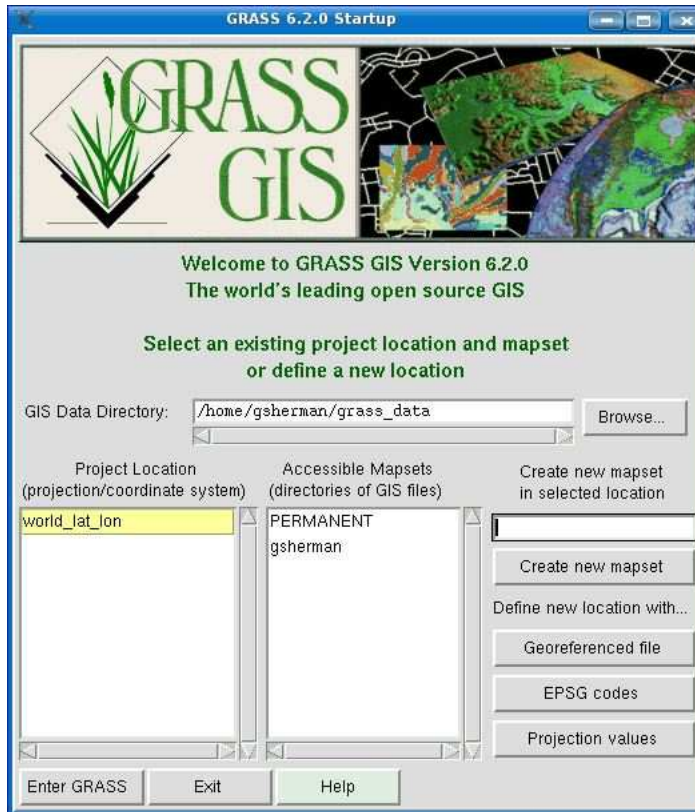 GRASS 6.2.0 Startup
GRASS
GIS
Welcome to GRASS GIS Version 6.2.0
The world's leading open source GIS
Select an existing project location and mapset
or define a new location
GIS Data Directory:
/home/gsherman/grass_data
Browse...
Project Location
(projection/coordinate system)
world_lat_lon
Accessible Mapsets
(directories of GIS files)
PERMANENT
gsherman
Create new mapset
in selected location
Create new mapset
Define new location with...
Georeferenced file
EPSG codes
Projection values
Enter GRASS
Exit
Help